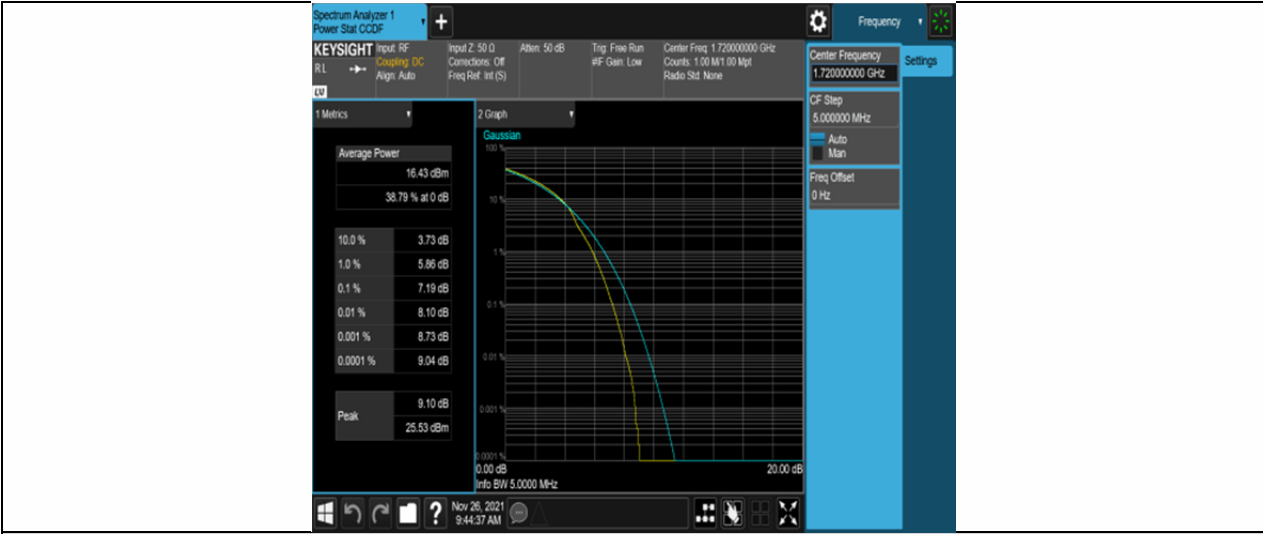 Spectrum Analyzer 1
Power Stat CCDF
+
Frequency
KEYSIGHT
RL
LV
Input: RF
Coupling: DC
Align: Auto
Input Z: 50 Ω
Corrections: Off
Freq Ref: Int (S)
Atten: 50 dB
Trig: Free Run
#IF Gain: Low
Center Freq: 1.720000000 GHz
Counts: 1.00 M/1.00 Mpt
Radio Std: None
Center Frequency
1.720000000 GHz
Settings
CF Step
5.000000 MHz
Auto
Man
Freq Offset
0 Hz
1 Metrics
Average Power
16.43 dBm
38.79 % at 0 dB
10.0 % 3.73 dB
1.0 % 5.86 dB
0.1 % 7.19 dB
0.01 % 8.10 dB
0.001 % 8.73 dB
0.0001 % 9.04 dB
Peak
9.10 dB
25.53 dBm
2 Graph
Gaussian
100 %
10 %
1 %
0.1 %
0.01 %
0.001 %
0.0001 %
0.00 dB 20.00 dB
Info BW 5.0000 MHz
?
Nov 26, 2021
9:44:37 AM